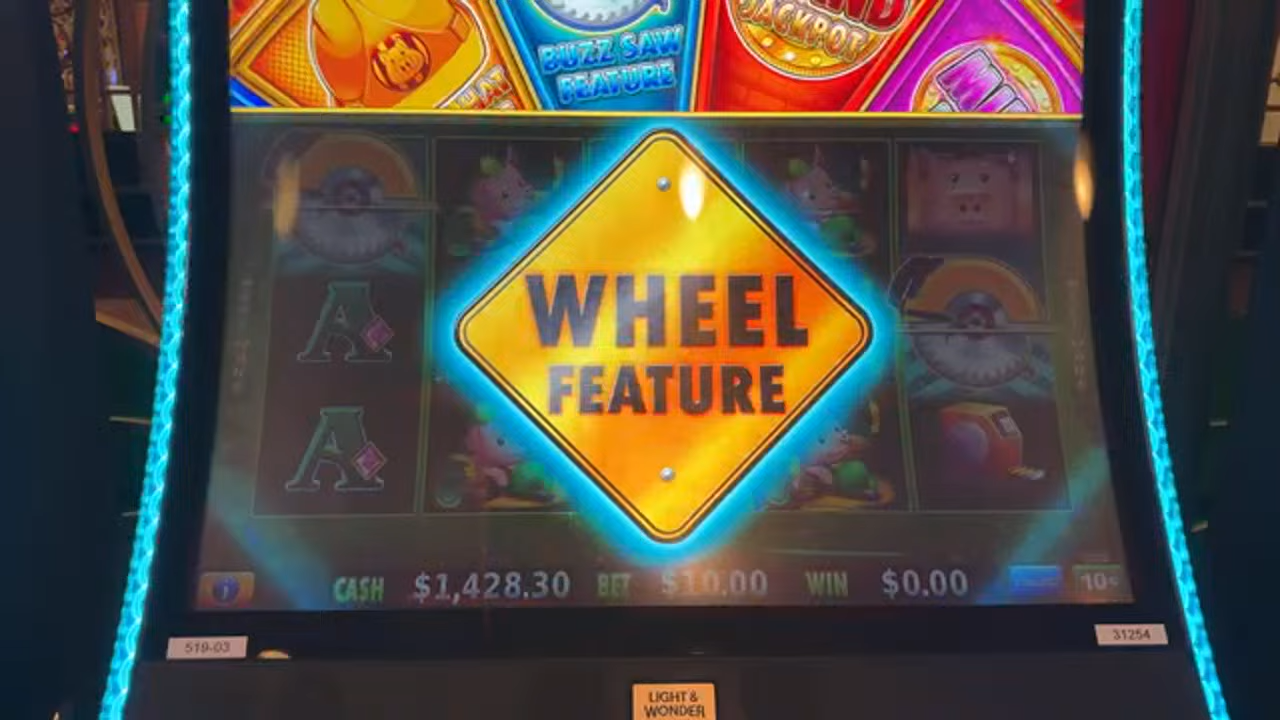 BUZZ SAW
FEATURE
JACKPOT
HAT
WHEEL
FEATURE
A
A
CASH $1,428.30 BET $10.00 WIN $0.00
10¢
519-03
31254
LIGHT &
WONDER